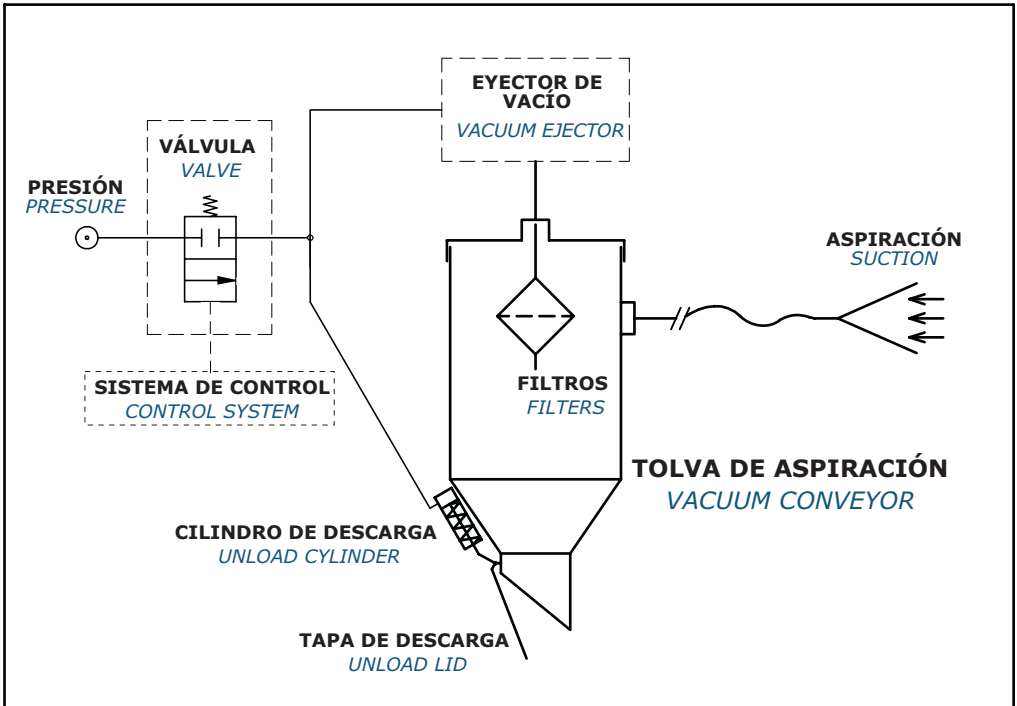 EYECTOR DE
VACÍO
VACUUM EJECTOR
VÁLVULA
VALVE
PRESIÓN
PRESSURE
ASPIRACIÓN
SUCTION
SISTEMA DE CONTROL
CONTROL SYSTEM
FILTROS
FILTERS
TOLVA DE ASPIRACIÓN
VACUUM CONVEYOR
CILINDRO DE DESCARGA
UNLOAD CYLINDER
TAPA DE DESCARGA
UNLOAD LID